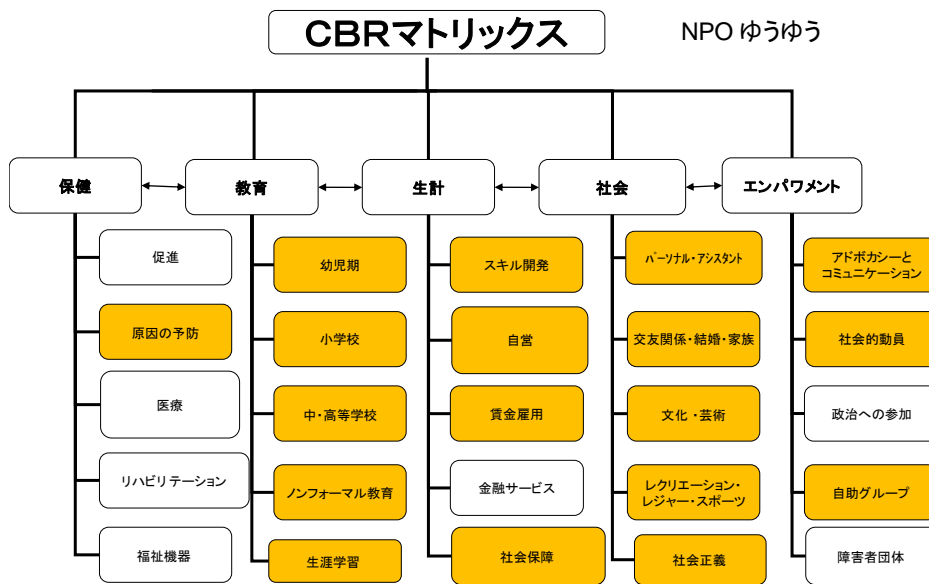 CBRマトリックス
NPO ゆうゆう
保健
教育
生計
社会
エンパワメント
促進
原因の予防
医療
リハビリテーション
福祉機器
幼児期
小学校
中・高等学校
ノンフォーマル教育
生涯学習
スキル開発
自営
賃金雇用
金融サービス
社会保障
パーソナル・アシスタント
交友関係・結婚・家族
文化・芸術
レクリエーション・
レジャー・スポーツ
社会正義
アドボカシーと
コミュニケーション
社会的動員
政治への参加
自助グループ
障害者団体